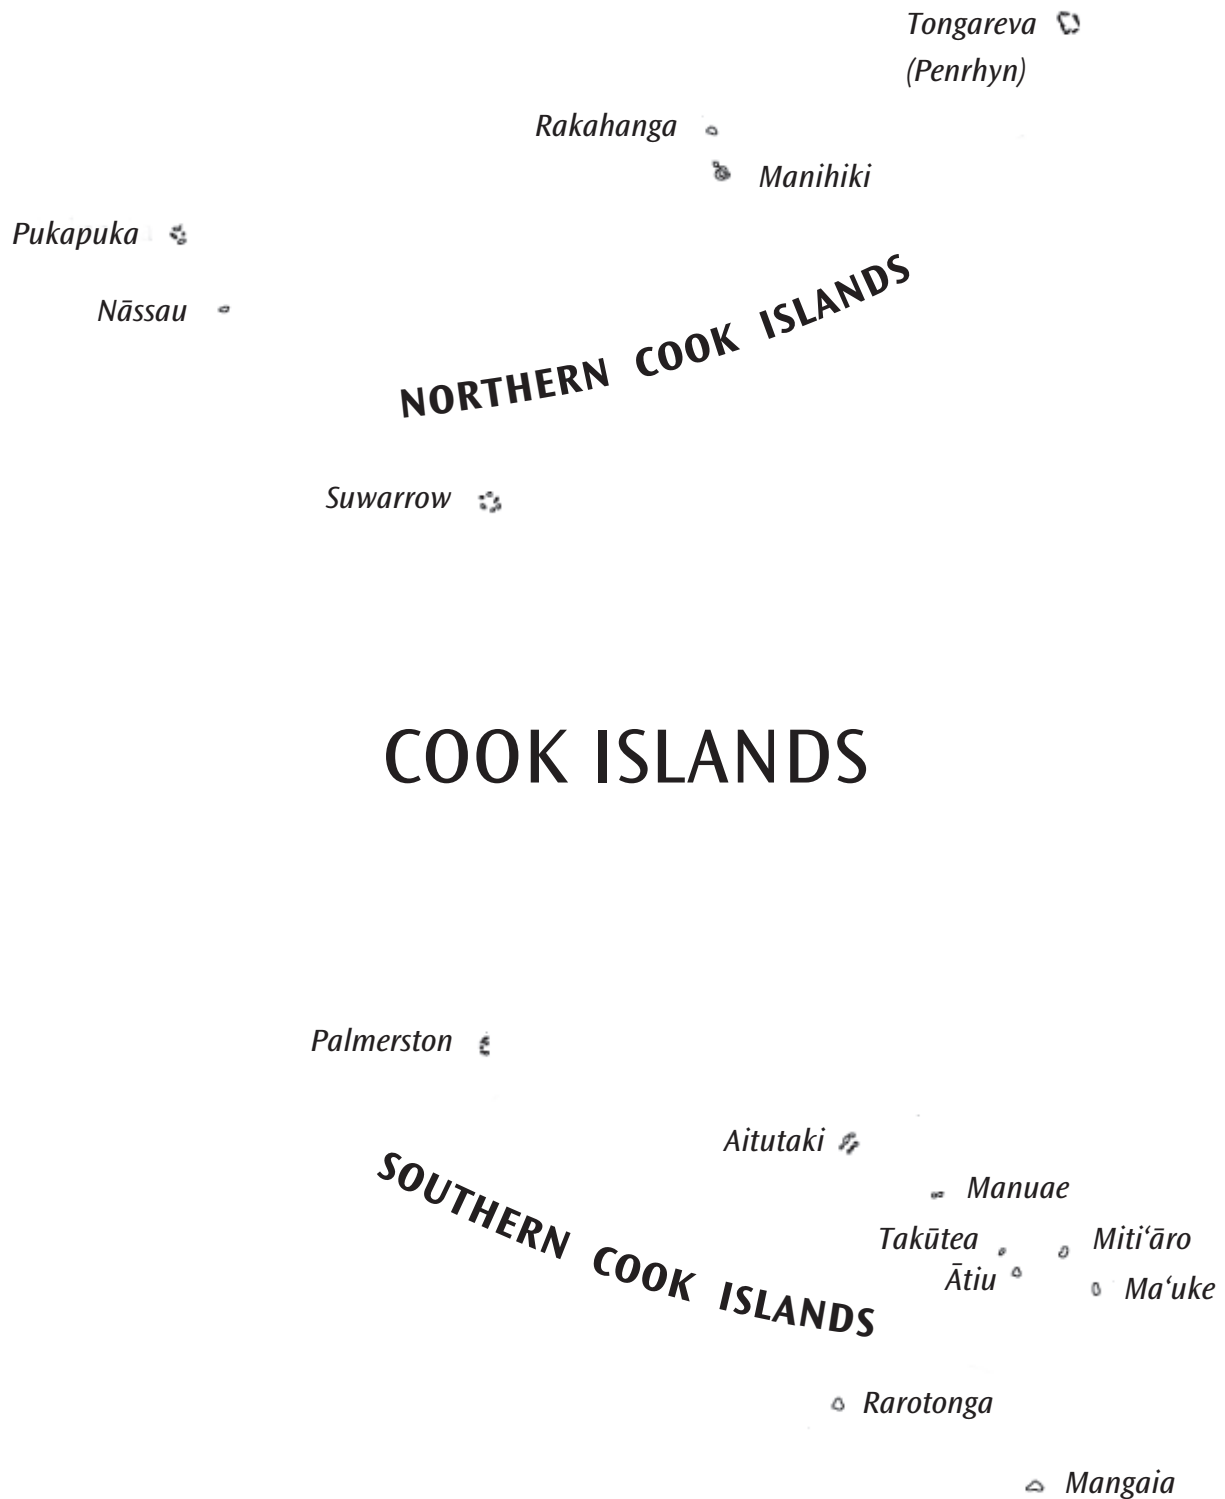 Tongareva
(Penrhyn)
Rakahanga
Manihiki
Pukapuka
Nāssau
NORTHERN COOK ISLANDS
Suwarrow
COOK ISLANDS
Palmerston
Aitutaki
SOUTHERN COOK ISLANDS
Manuae
Takūtea
Miti‘āro
Ātiu
Ma‘uke
Rarotonga
Mangaia